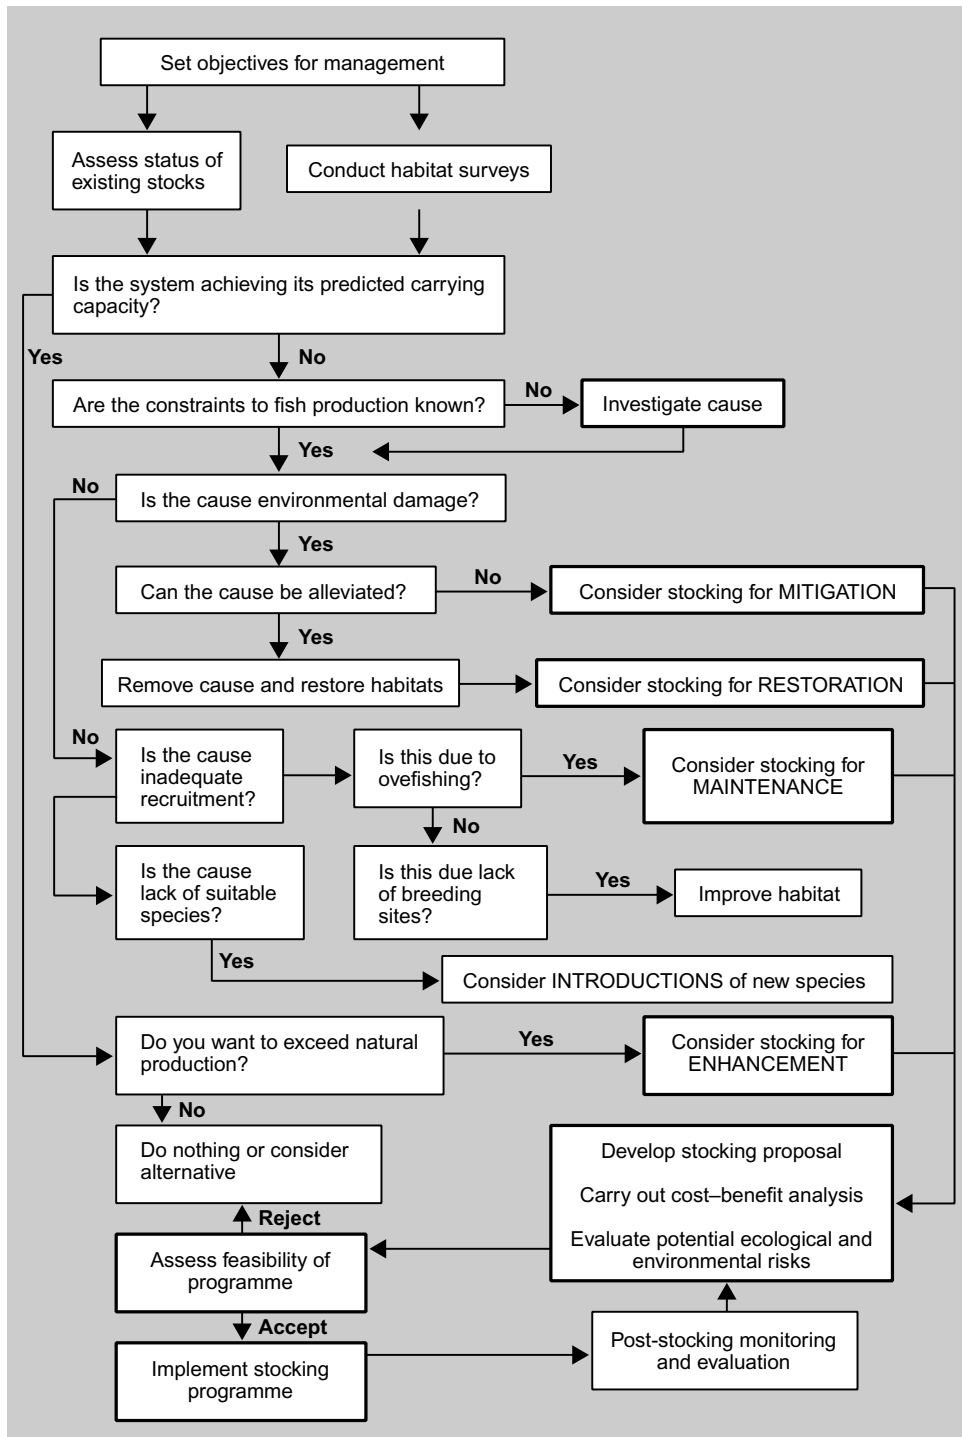 Set objectives for management
Assess status of
existing stocks
Conduct habitat surveys
Is the system achieving its predicted carrying
capacity?
Yes
No
Are the constraints to fish production known?
No
Investigate cause
Yes
No
Is the cause environmental damage?
Yes
Can the cause be alleviated?
No
Consider stocking for MITIGATION
Yes
Remove cause and restore habitats
Consider stocking for RESTORATION
No
Is the cause
inadequate
recruitment?
Is this due to
ovefishing?
Yes
Consider stocking for
MAINTENANCE
No
Is the cause
lack of suitable
species?
Is this due lack
of breeding
sites?
Yes
Improve habitat
Yes
Consider INTRODUCTIONS of new species
Do you want to exceed natural
production?
Yes
Consider stocking for
ENHANCEMENT
No
Do nothing or consider
alternative
Develop stocking proposal
Carry out cost–benefit analysis
Evaluate potential ecological and
environmental risks
Reject
Assess feasibility of
programme
Accept
Implement stocking
programme
Post-stocking monitoring
and evaluation